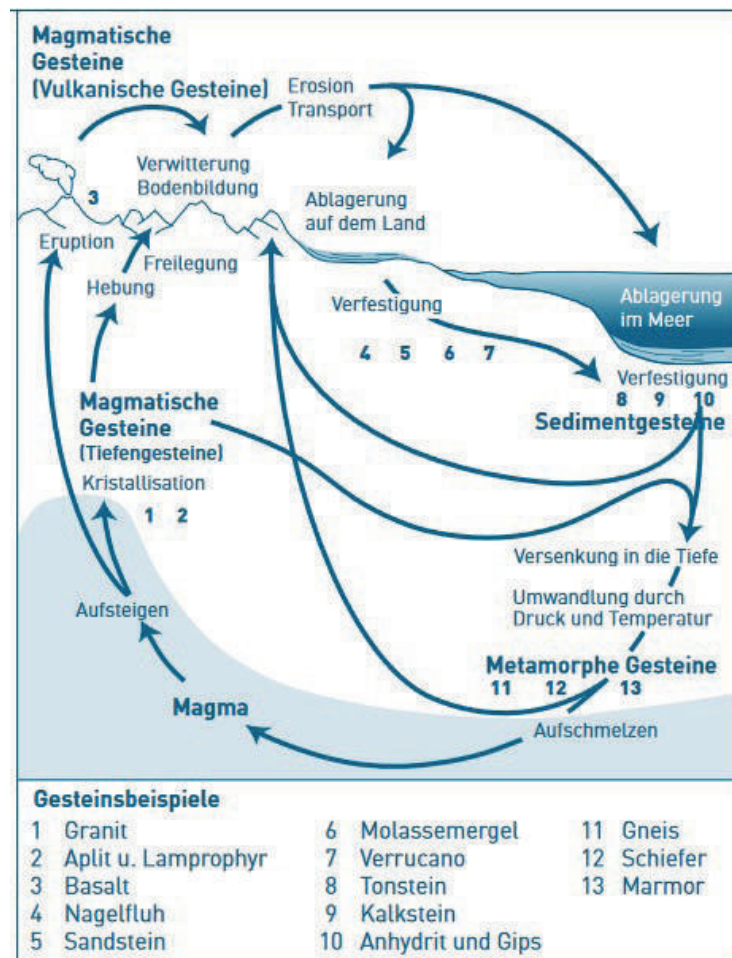 Magmatische
Gesteine
(Vulkanische Gesteine)
Erosion
Transport
Verwitterung
Bodenbildung
3
Ablagerung
auf dem Land
Eruption
Freilegung
Hebung
Ablagerung
im Meer
Verfestigung
4 5 6 7
Verfestigung
8 9 10
Sedimentgesteine
Magmatische
Gesteine
(Tiefengesteine)
Kristallisation
1 2
Versenkung in die Tiefe
Umwandlung durch
Druck und Temperatur
Aufsteigen
Metamorphe Gesteine
11 12 13
Magma
Aufschmelzen
Gesteinsbeispiele
1 Granit
2 Aplit u. Lamprophyr
3 Basalt
4 Nagelfluh
5 Sandstein
6 Molassemergel
7 Verrucano
8 Tonstein
9 Kalkstein
10 Anhydrit und Gips
11 Gneis
12 Schiefer
13 Marmor